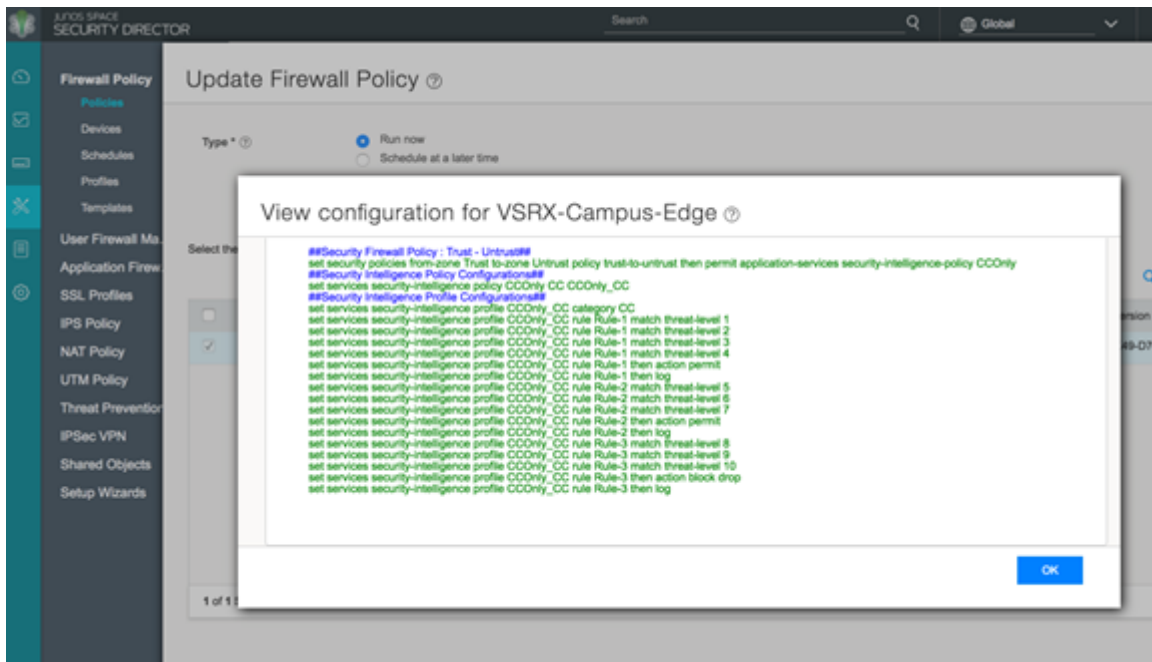 JUNOS SPACE
SECURITY DIRECTOR
Search
Global
Firewall Policy
Policies
Devices
Schedules
Profiles
Templates
User Firewall Ma.
Application Firew
SSL Profiles
IPS Policy
NAT Policy
UTM Policy
Threat Prevention
IPSec VPN
Shared Objects
Setup Wizards
Update Firewall Policy
Type *
Run now
Schedule at a later time
Select the
ersion
49-D7
1 of 1
View configuration for VSRX-Campus-Edge
##Security Firewall Policy : Trust - Untrust##
set security policies from-zone Trust to-zone Untrust policy trust-to-untrust then permit application-services security-intelligence-policy CCOnly
##Security Intelligence Policy Configurations##
set services security-intelligence policy CCOnly CC CCOnly_CC
##Security Intelligence Profile Configurations##
set services security-intelligence profile CCOnly_CC category CC
set services security-intelligence profile CCOnly_CC rule Rule-1 match threat-level 1
set services security-intelligence profile CCOnly_CC rule Rule-1 match threat-level 2
set services security-intelligence profile CCOnly_CC rule Rule-1 match threat-level 3
set services security-intelligence profile CCOnly_CC rule Rule-1 match threat-level 4
set services security-intelligence profile CCOnly_CC rule Rule-1 then action permit
set services security-intelligence profile CCOnly_CC rule Rule-1 then log
set services security-intelligence profile CCOnly_CC rule Rule-2 match threat-level 5
set services security-intelligence profile CCOnly_CC rule Rule-2 match threat-level 6
set services security-intelligence profile CCOnly_CC rule Rule-2 match threat-level 7
set services security-intelligence profile CCOnly_CC rule Rule-2 then action permit
set services security-intelligence profile CCOnly_CC rule Rule-2 then log
set services security-intelligence profile CCOnly_CC rule Rule-3 match threat-level 8
set services security-intelligence profile CCOnly_CC rule Rule-3 match threat-level 9
set services security-intelligence profile CCOnly_CC rule Rule-3 match threat-level 10
set services security-intelligence profile CCOnly_CC rule Rule-3 then action block drop
set services security-intelligence profile CCOnly_CC rule Rule-3 then log
OK